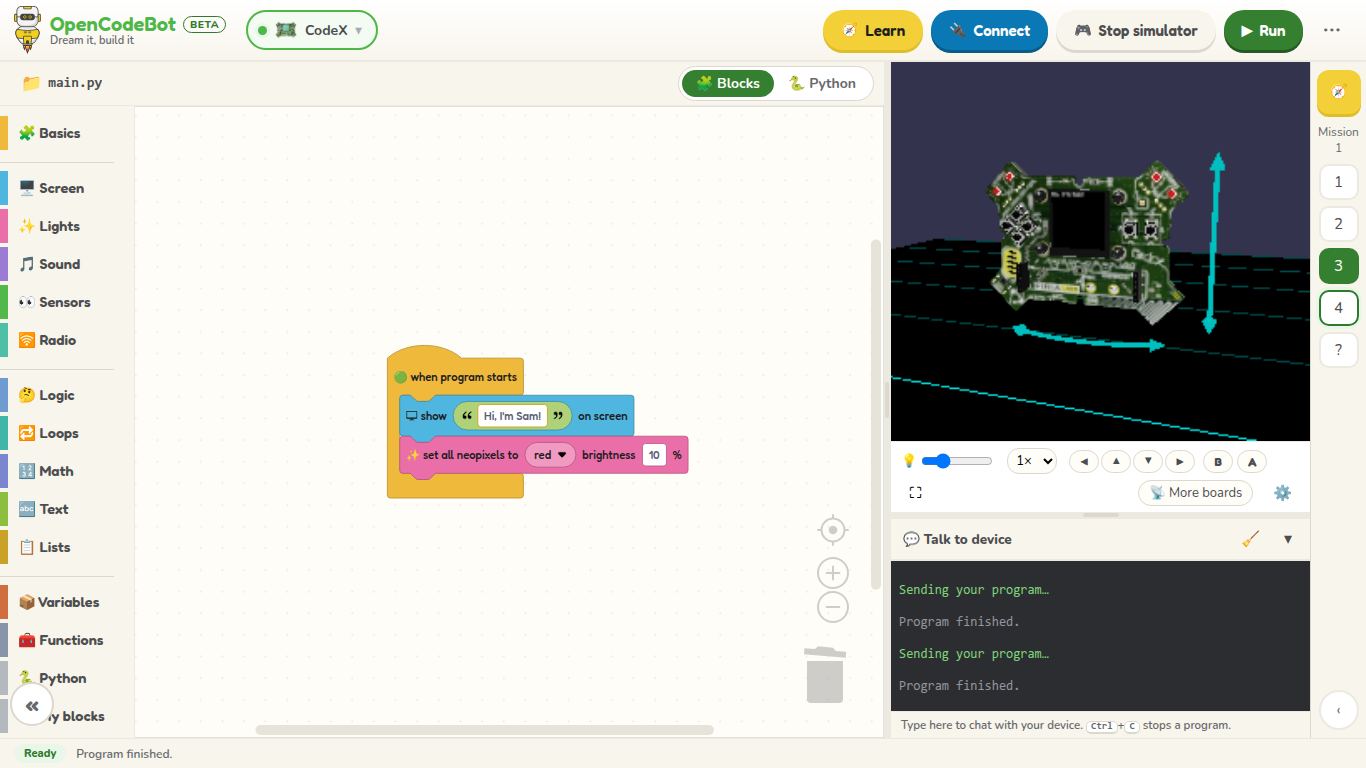 OpenCodeBot BETA
Dream it, build it
CodeX
Learn
Connect
Stop simulator
Run
main.py
Blocks
Python
Basics
Screen
Lights
Sound
Sensors
Radio
Logic
Loops
Math
Text
Lists
Variables
Functions
Python
y blocks
when program starts
show “ Hi, I'm Sam! ” on screen
set all neopixels to red brightness 10 %
1×
B
A
More boards
Talk to device
Sending your program…
Program finished.
Sending your program…
Program finished.
Type here to chat with your device. Ctrl+C stops a program.
Mission
1
1
2
3
4
?
Ready
Program finished.